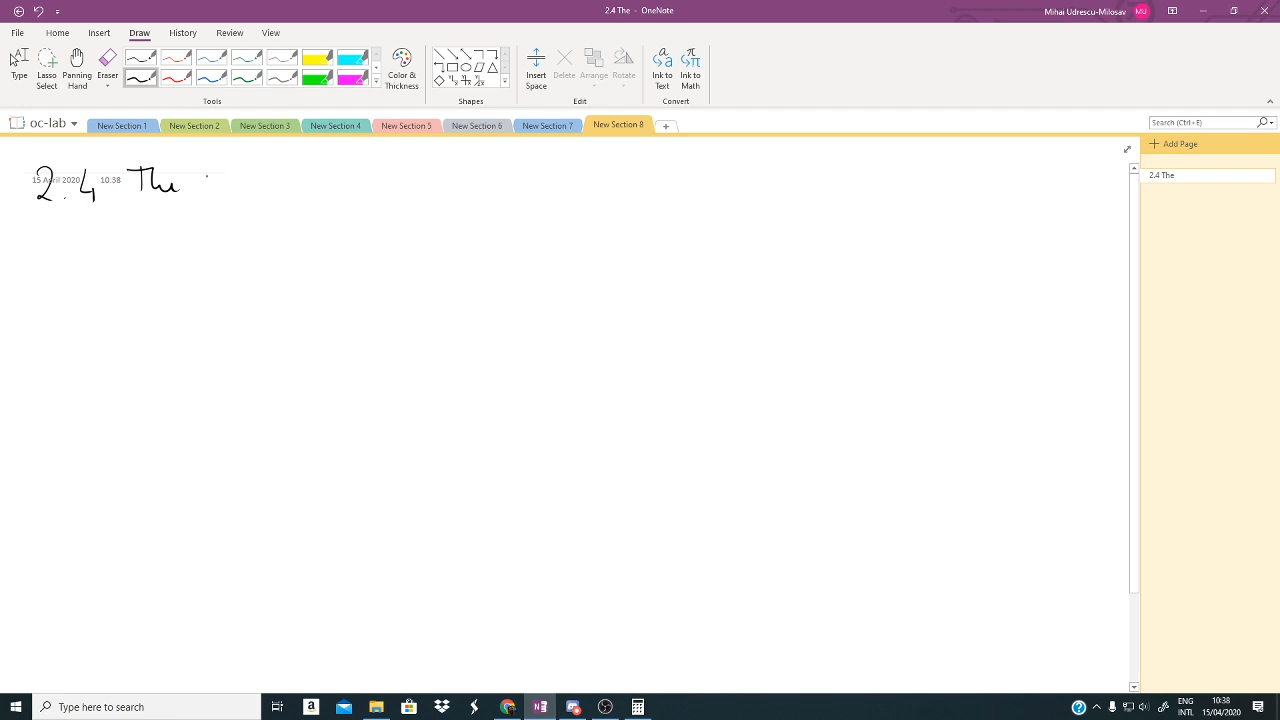 2.4 The - OneNote
Mihai Udrescu-Milosav MU
File Home Insert Draw History Review View
Type Lasso Select Panning Hand Eraser Color & Thickness Insert Space Delete Arrange Rotate Ink to Text Ink to Math
Tools Shapes Edit Convert
oc-lab New Section 1 New Section 2 New Section 3 New Section 4 New Section 5 New Section 6 New Section 7 New Section 8 Search (Ctrl+E)
Add Page
2.4 The
15 April 2020 10:38
2.4 The
Type here to search
ENG INTL
10:38
15/04/2020